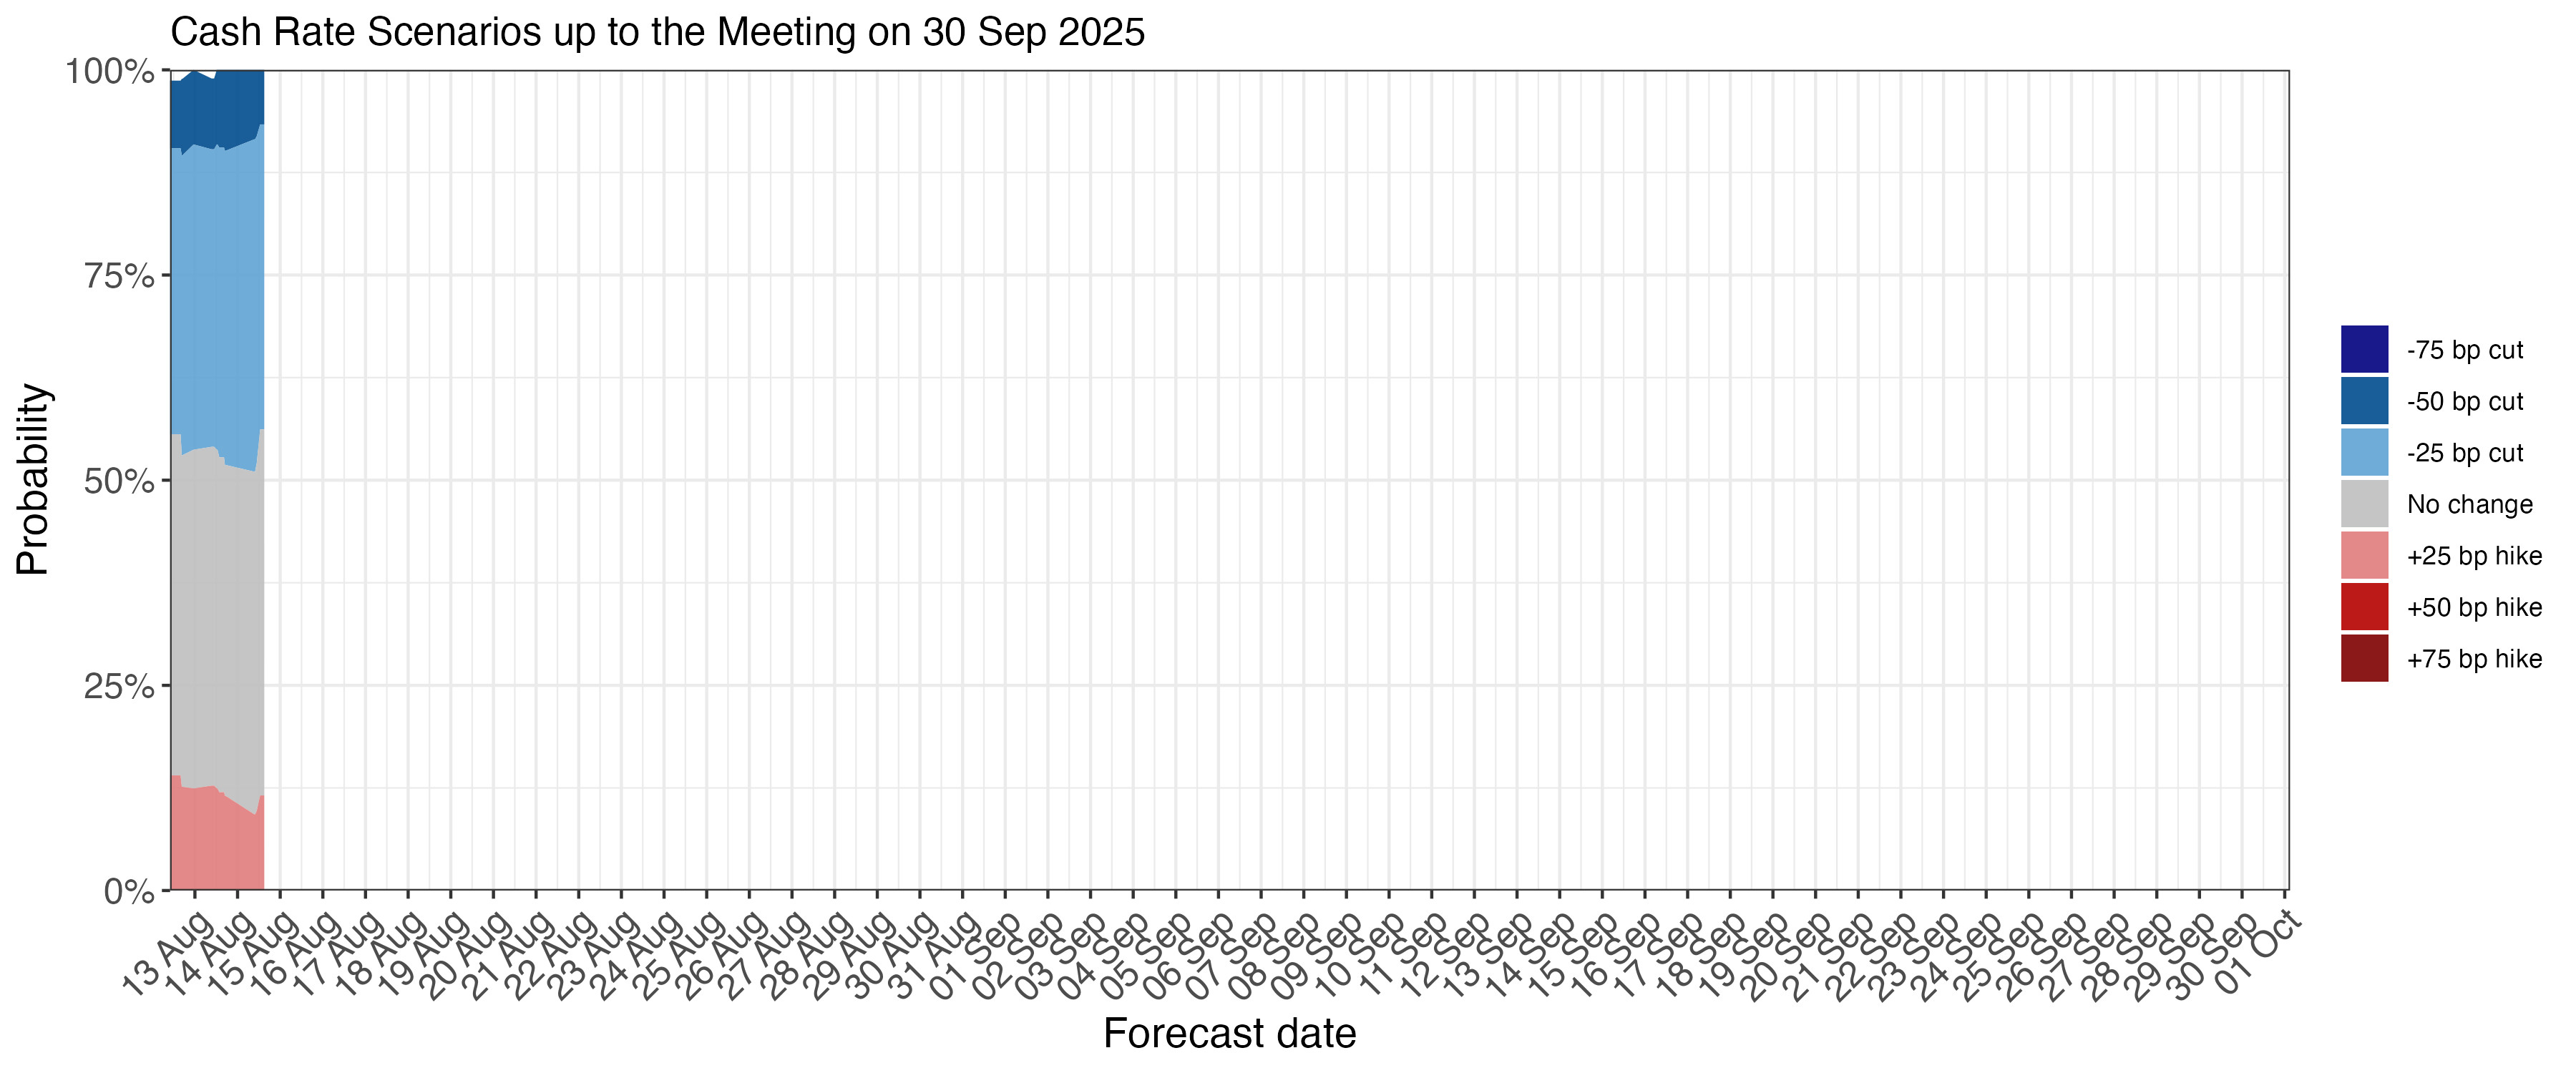 Cash Rate Scenarios up to the Meeting on 30 Sep 2025
100%
75%
50%
25%
0%
Probability
13 Aug
14 Aug
15 Aug
16 Aug
17 Aug
18 Aug
19 Aug
20 Aug
21 Aug
22 Aug
23 Aug
24 Aug
25 Aug
26 Aug
27 Aug
28 Aug
29 Aug
30 Aug
31 Aug
01 Sep
02 Sep
03 Sep
04 Sep
05 Sep
06 Sep
07 Sep
08 Sep
09 Sep
10 Sep
11 Sep
12 Sep
13 Sep
14 Sep
15 Sep
16 Sep
17 Sep
18 Sep
19 Sep
20 Sep
21 Sep
22 Sep
23 Sep
24 Sep
25 Sep
26 Sep
27 Sep
28 Sep
29 Sep
30 Sep
01 Oct
Forecast date
-75 bp cut
-50 bp cut
-25 bp cut
No change
+25 bp hike
+50 bp hike
+75 bp hike